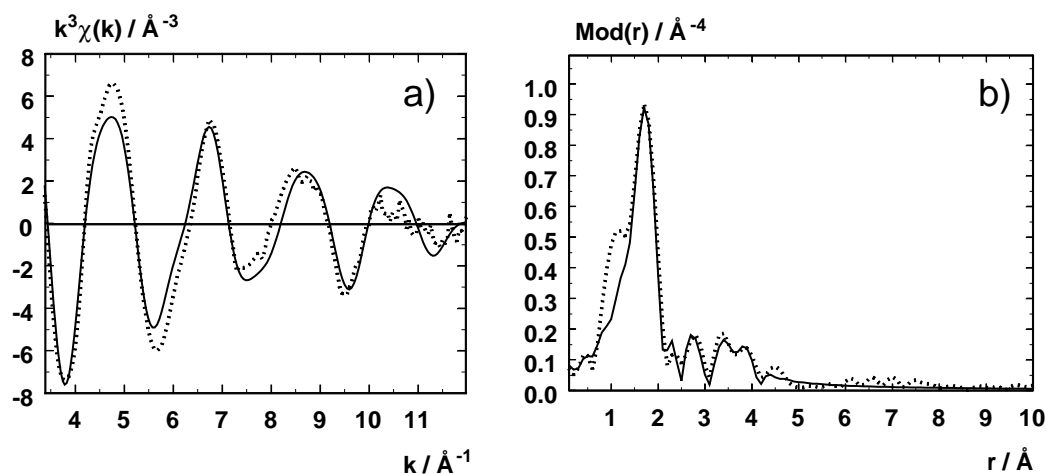 k³χ(k) / Å⁻³
8
6
4
2
0
-2
-4
-6
-8
4 5 6 7 8 9 10 11
k / Å⁻¹
a)
Mod(r) / Å⁻⁴
1.0
0.9
0.8
0.7
0.6
0.5
0.4
0.3
0.2
0.1
0.0
1 2 3 4 5 6 7 8 9 10
r / Å
b)